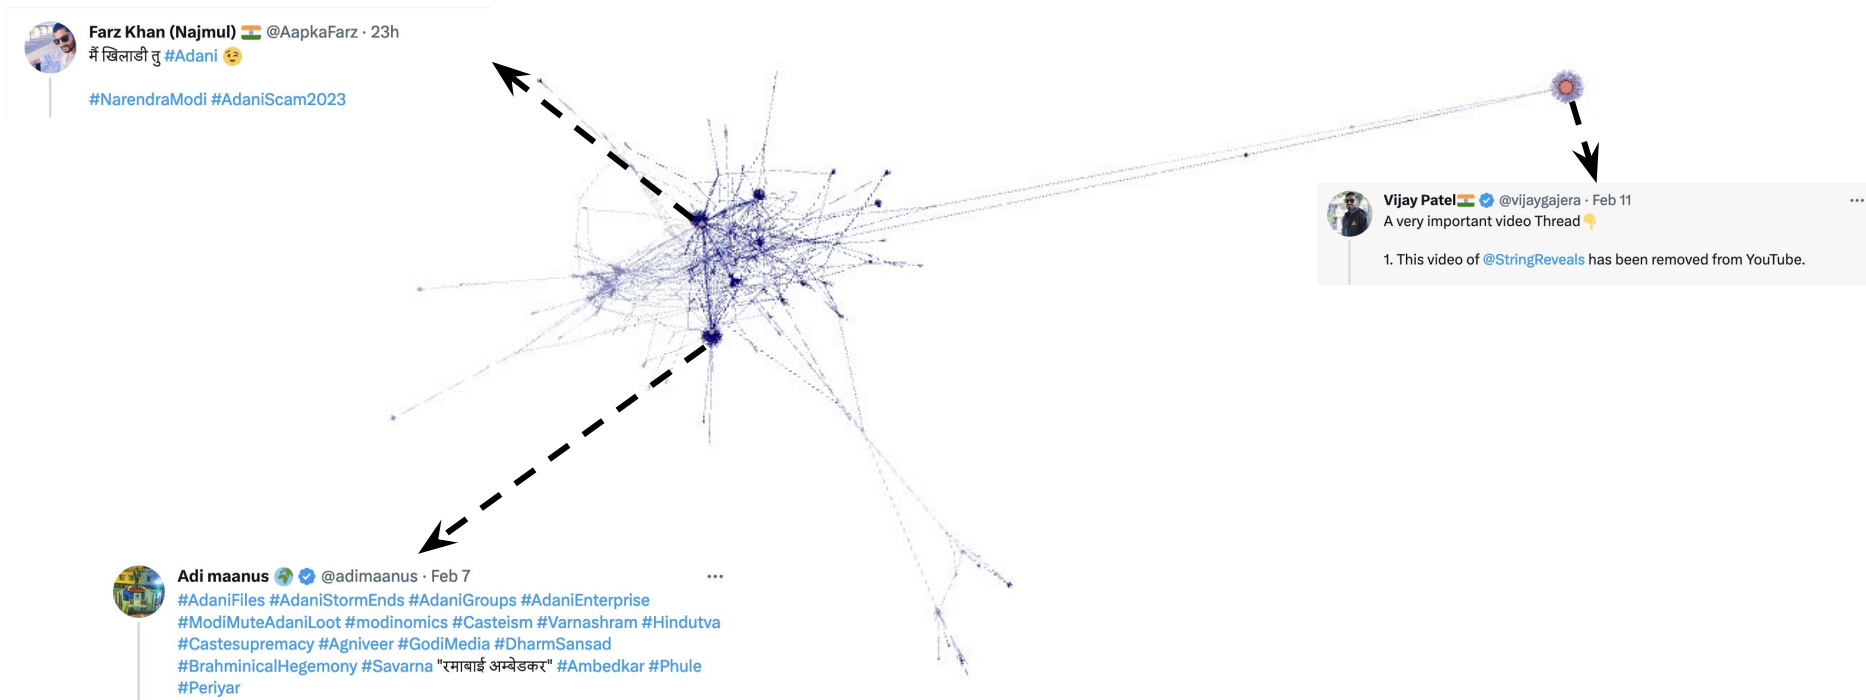 Farz Khan (Najmul) 🇮🇳 @AapkaFarz · 23h
मैं खिलाडी तु #Adani 😉
#NarendraModi #AdaniScam2023
Vijay Patel🇮🇳 @vijaygajera · Feb 11
A very important video Thread👇
1. This video of @StringReveals has been removed from YouTube.
Adi maanus 🌍 @adimaanus · Feb 7
#AdaniFiles #AdaniStormEnds #AdaniGroups #AdaniEnterprise
#ModiMuteAdaniLoot #modinomics #Casteism #Varnashram #Hindutva
#Castesupremacy #Agniveer #GodiMedia #DharmSansad
#BrahminicalHegemony #Savarna "रमाबाई अम्बेडकर" #Ambedkar #Phule
#Periyar